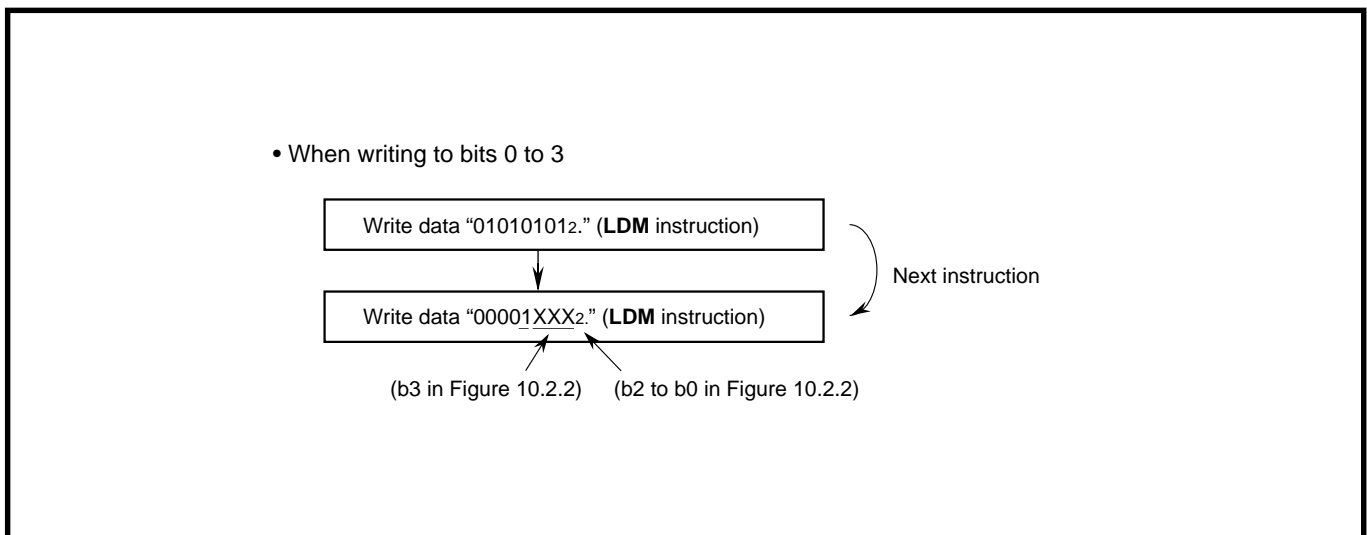 • When writing to bits 0 to 3
Write data “010101012.” (LDM instruction)
Next instruction
Write data “00001XXX2.” (LDM instruction)
(b3 in Figure 10.2.2) (b2 to b0 in Figure 10.2.2)